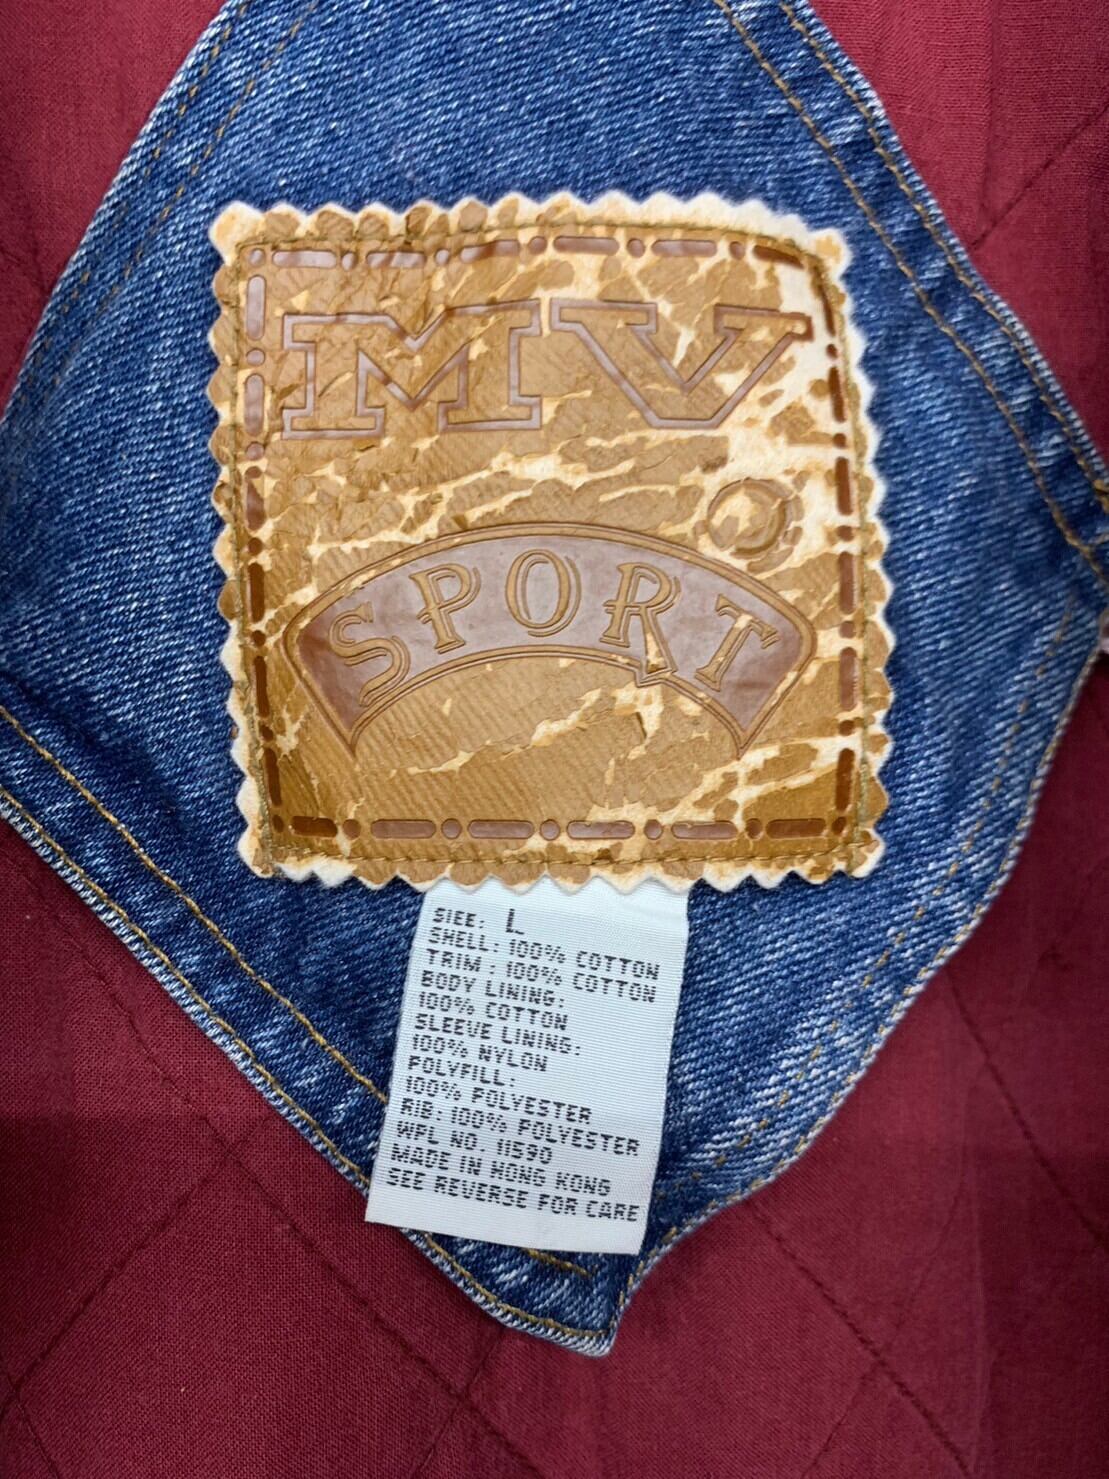 MV
SPORT
SIEE: L
SHELL: 100% COTTON
TRIM : 100% COTTON
BODY LINING:
100% COTTON
SLEEVE LINING:
100% NYLON
POLYFILL:
100% POLYESTER
RIB: 100% POLYESTER
WPL NO. 11590
MADE IN HONG KONG
SEE REVERSE FOR CARE